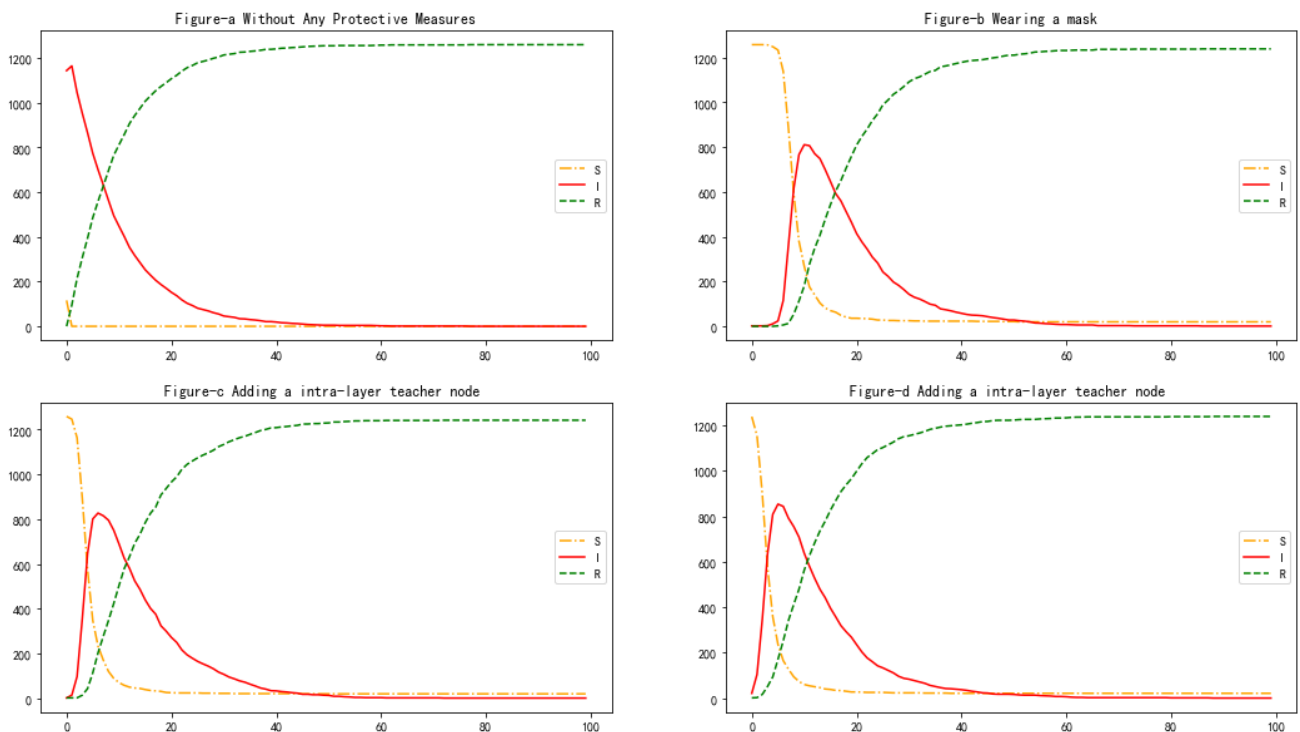 Figure-a Without Any Protective Measures
1200
1000
800
600
400
200
0
S
I
R
0 20 40 60 80 100
Figure-b Wearing a mask
1200
1000
800
600
400
200
0
S
I
R
0 20 40 60 80 100
Figure-c Adding a intra-layer teacher node
1200
1000
800
600
400
200
0
S
I
R
0 20 40 60 80 100
Figure-d Adding a intra-layer teacher node
1200
1000
800
600
400
200
0
S
I
R
0 20 40 60 80 100